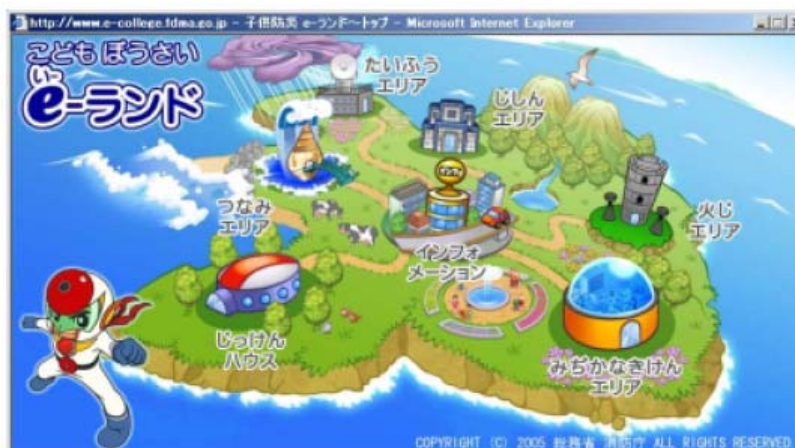 http://www.e-college.fdma.go.jp - 子供防災 e-ランド～トップ - Microsoft Internet Explorer
こどもぼうさい
いー
e-ランド
たいふう
エリア
じしん
エリア
つなみ
エリア
火じ
エリア
インフォ
メーション
じっけん
ハウス
みぢかなきけん
エリア
COPYRIGHT (C) 2005 総務省 消防庁 ALL RIGHTS RESERVED.